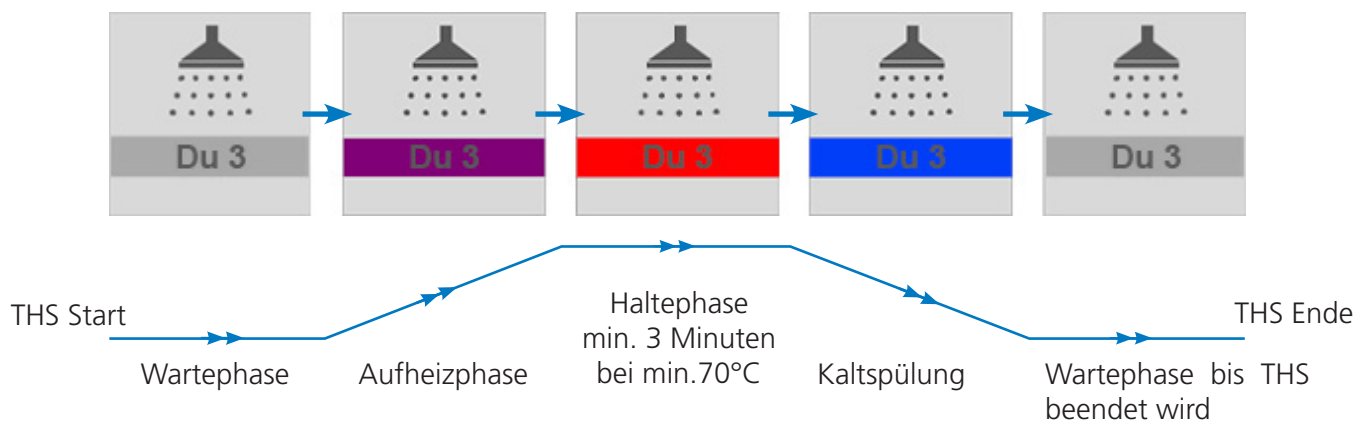 Du 3
Du 3
Du 3
Du 3
Du 3
THS Start
Wartephase
Aufheizphase
Haltephase
min. 3 Minuten
bei min.70°C
Kaltspülung
THS Ende
Wartephase bis THS
beendet wird